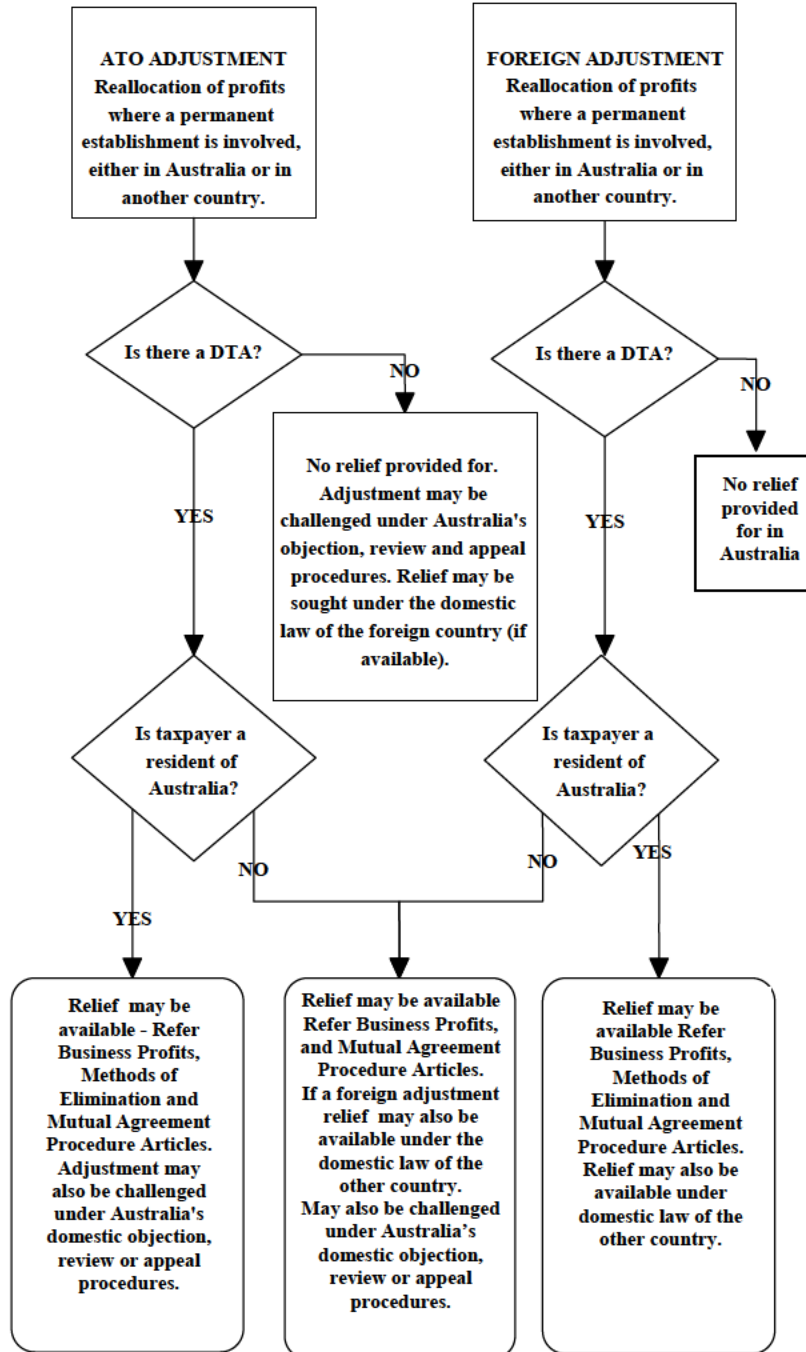 ATO ADJUSTMENT
Reallocation of profits
where a permanent
establishment is involved,
either in Australia or in
another country.
FOREIGN ADJUSTMENT
Reallocation of profits
where a permanent
establishment is involved,
either in Australia or in
another country.
Is there a DTA?
NO
Is there a DTA?
NO
YES
No relief provided for.
Adjustment may be
challenged under Australia's
objection, review and appeal
procedures. Relief may be
sought under the domestic
law of the foreign country (if
available).
YES
No relief
provided
for in
Australia
Is taxpayer a
resident of
Australia?
Is taxpayer a
resident of
Australia?
YES
NO
NO
YES
Relief may be
available - Refer
Business Profits,
Methods of
Elimination and
Mutual Agreement
Procedure Articles.
Adjustment may
also be challenged
under Australia's
domestic objection,
review or appeal
procedures.
Relief may be available
Refer Business Profits,
and Mutual Agreement
Procedure Articles.
If a foreign adjustment
relief may also be
available under the
domestic law of the
other country.
May also be challenged
under Australia’s
domestic objection,
review or appeal
procedures.
Relief may be
available Refer
Business Profits,
Methods of
Elimination and
Mutual Agreement
Procedure Articles.
Relief may also be
available under
domestic law of the
other country.